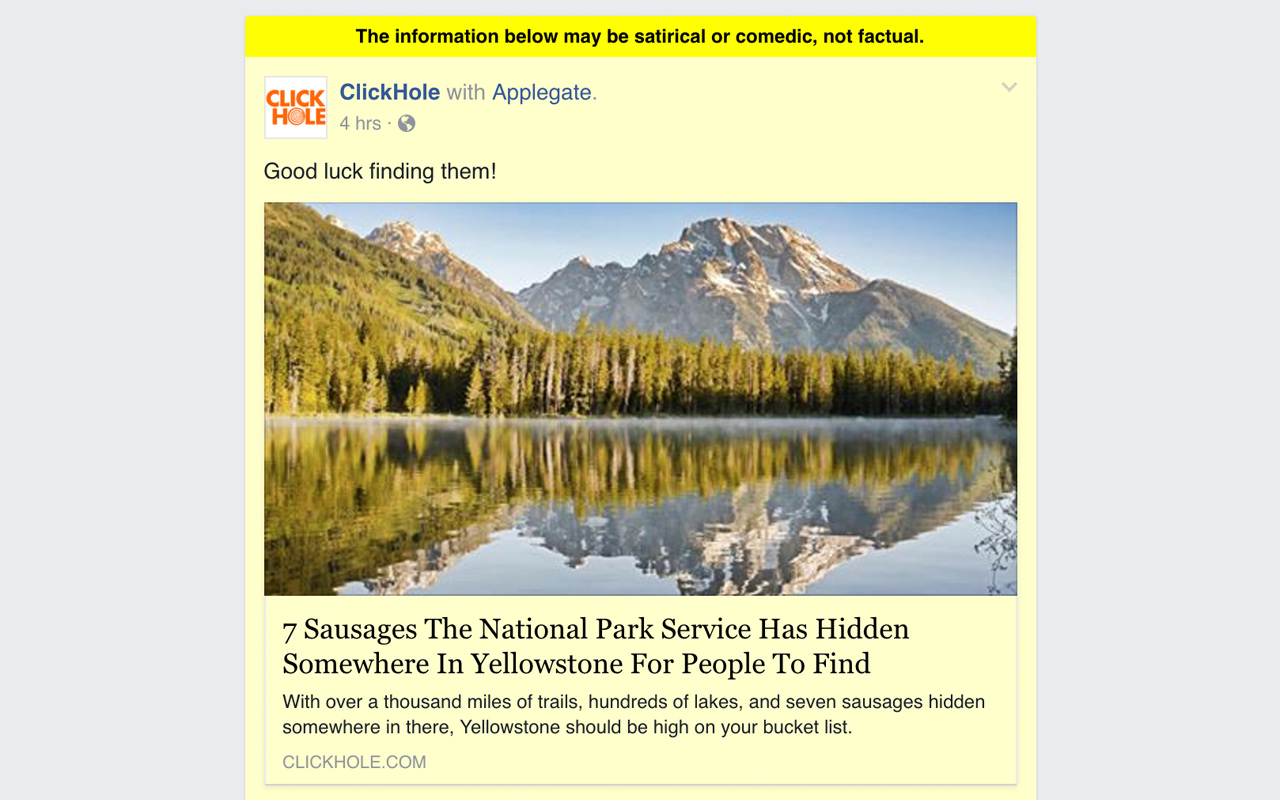 The information below may be satirical or comedic, not factual.
CLICK
HOLE
ClickHole with Applegate.
4 hrs ·
Good luck finding them!
7 Sausages The National Park Service Has Hidden
Somewhere In Yellowstone For People To Find
With over a thousand miles of trails, hundreds of lakes, and seven sausages hidden
somewhere in there, Yellowstone should be high on your bucket list.
CLICKHOLE.COM